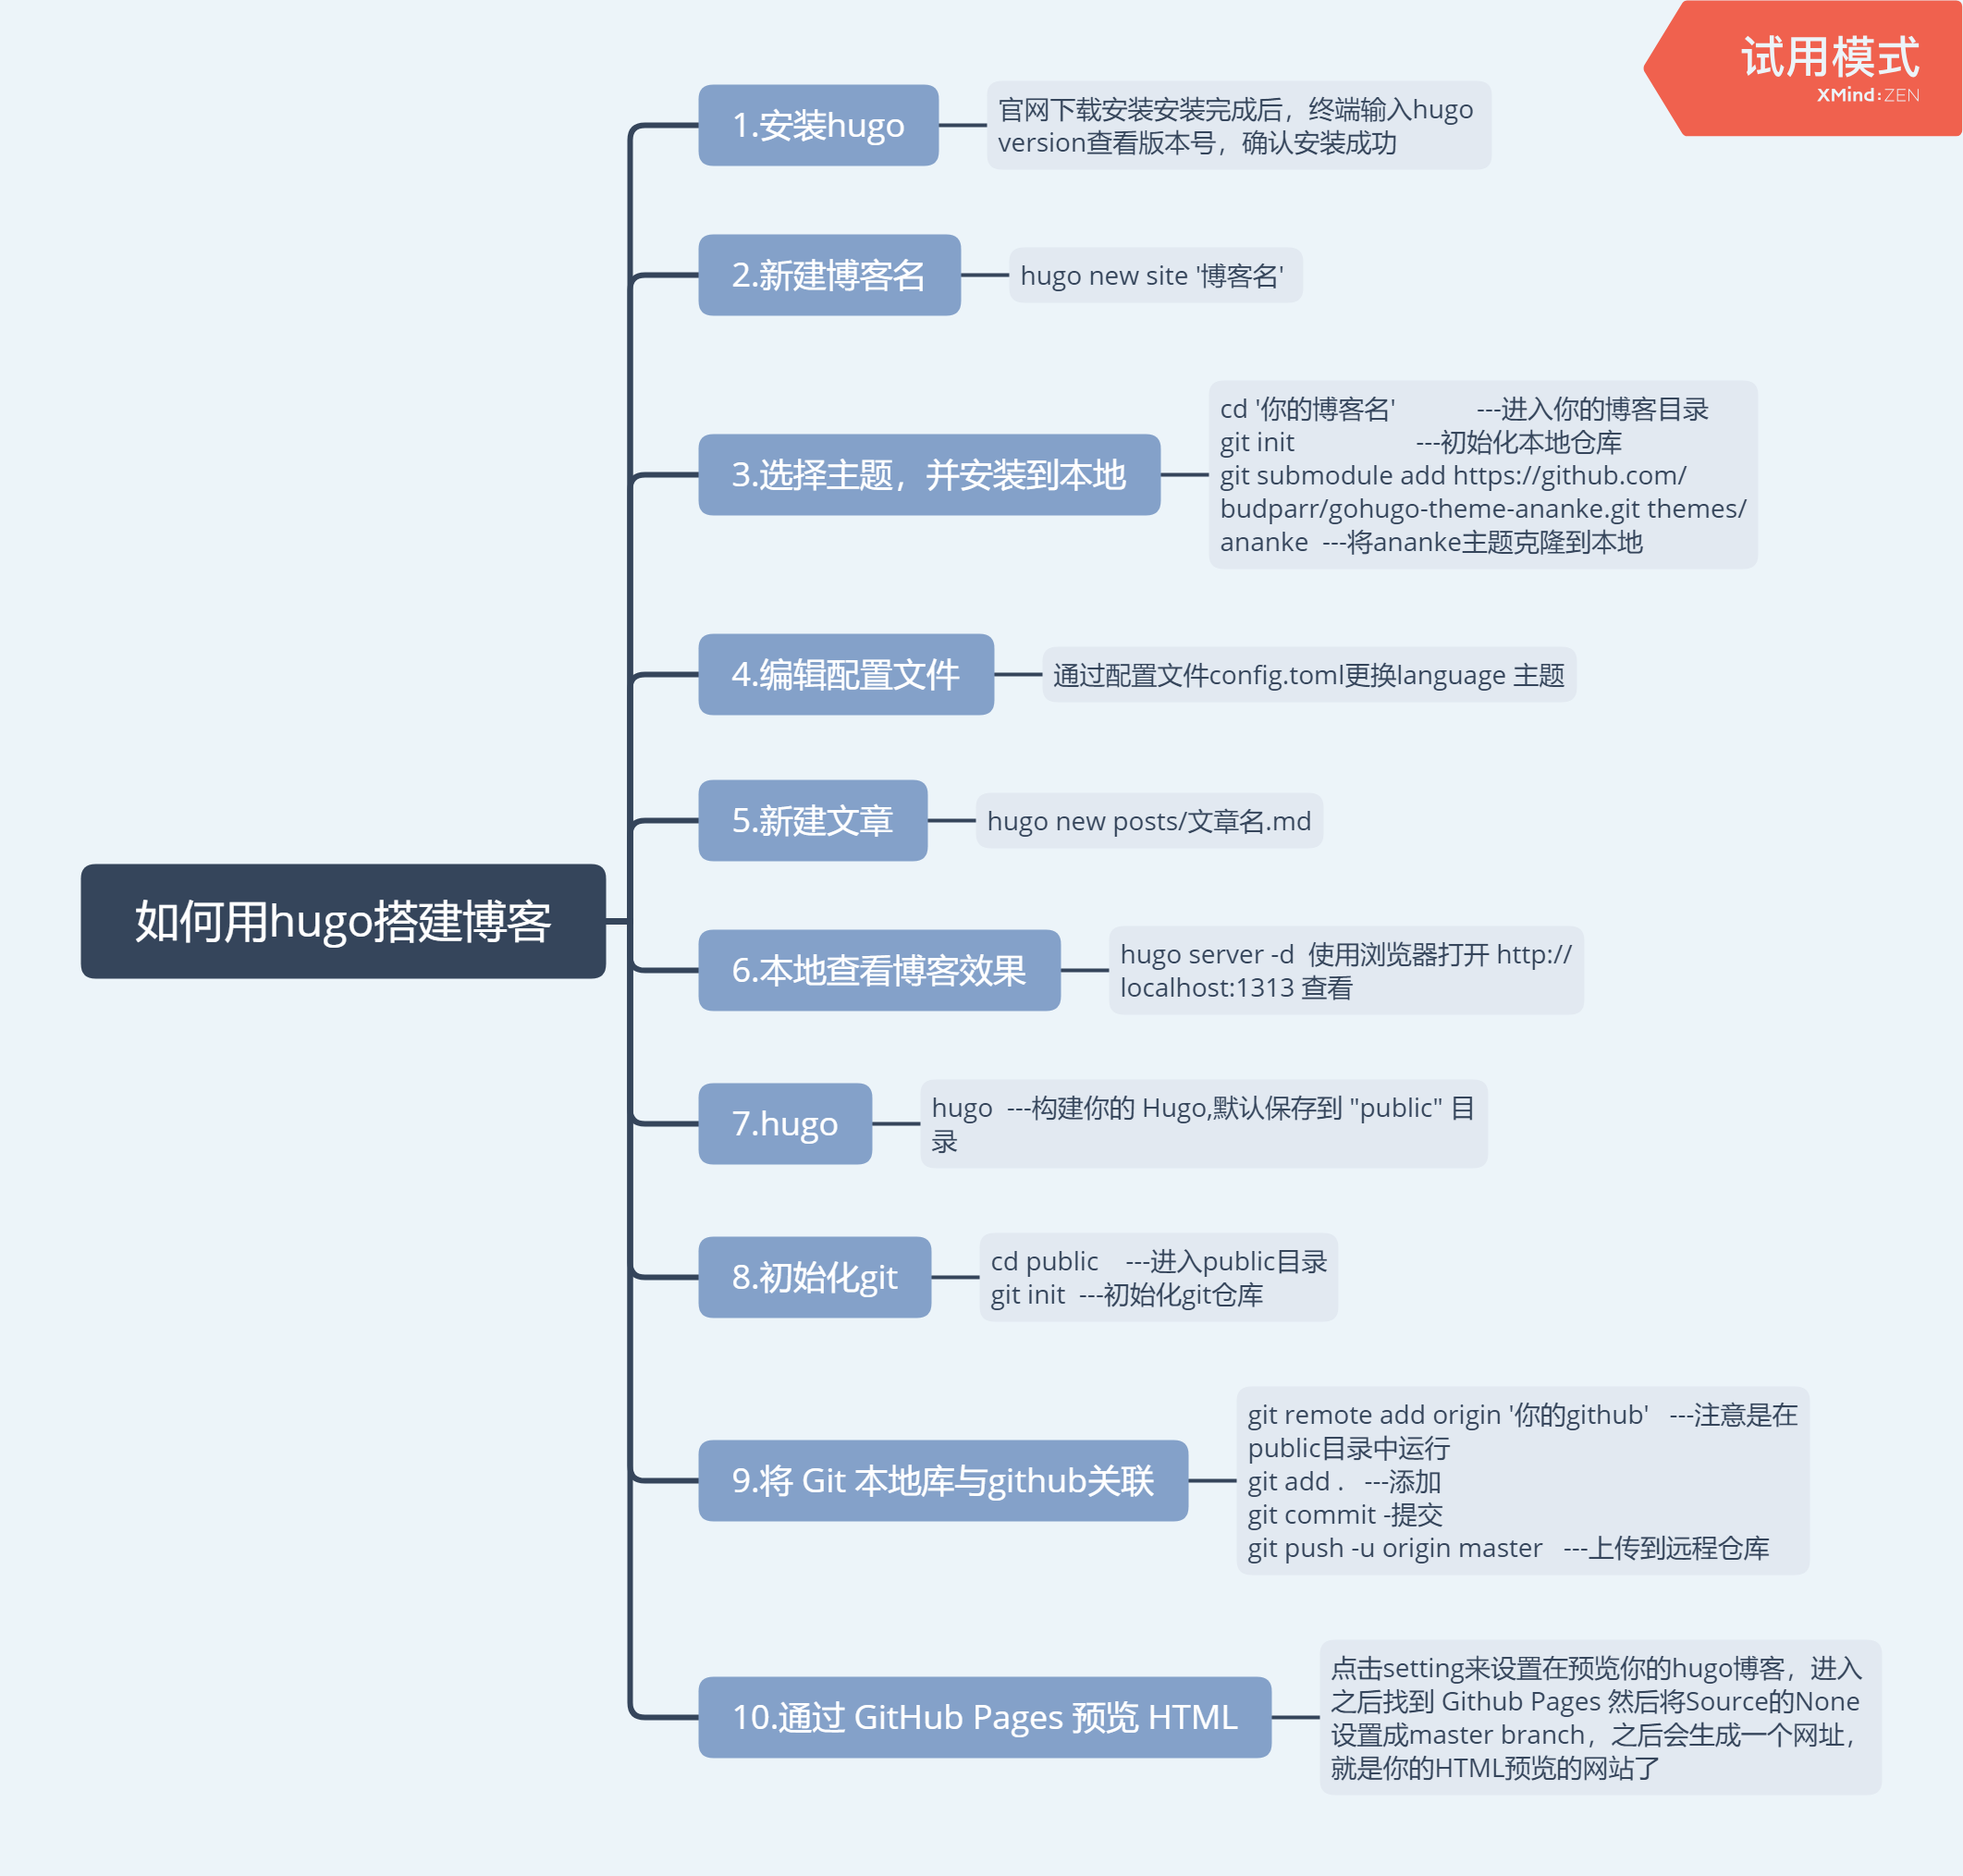 试用模式
XMind:ZEN
如何用hugo搭建博客
1.安装hugo
官网下载安装安装完成后，终端输入hugo
version查看版本号，确认安装成功
2.新建博客名
hugo new site '博客名'
3.选择主题，并安装到本地
cd '你的博客名'            ---进入你的博客目录
git init                  ---初始化本地仓库
git submodule add https://github.com/
budparr/gohugo-theme-ananke.git themes/
ananke  ---将ananke主题克隆到本地
4.编辑配置文件
通过配置文件config.toml更换language 主题
5.新建文章
hugo new posts/文章名.md
6.本地查看博客效果
hugo server -d  使用浏览器打开 http://
localhost:1313 查看
7.hugo
hugo  ---构建你的 Hugo,默认保存到 "public" 目
录
8.初始化git
cd public    ---进入public目录
git init  ---初始化git仓库
9.将 Git 本地库与github关联
git remote add origin '你的github'   ---注意是在
public目录中运行
git add .   ---添加
git commit -提交
git push -u origin master   ---上传到远程仓库
10.通过 GitHub Pages 预览 HTML
点击setting来设置在预览你的hugo博客，进入
之后找到 Github Pages 然后将Source的None
设置成master branch，之后会生成一个网址，
就是你的HTML预览的网站了